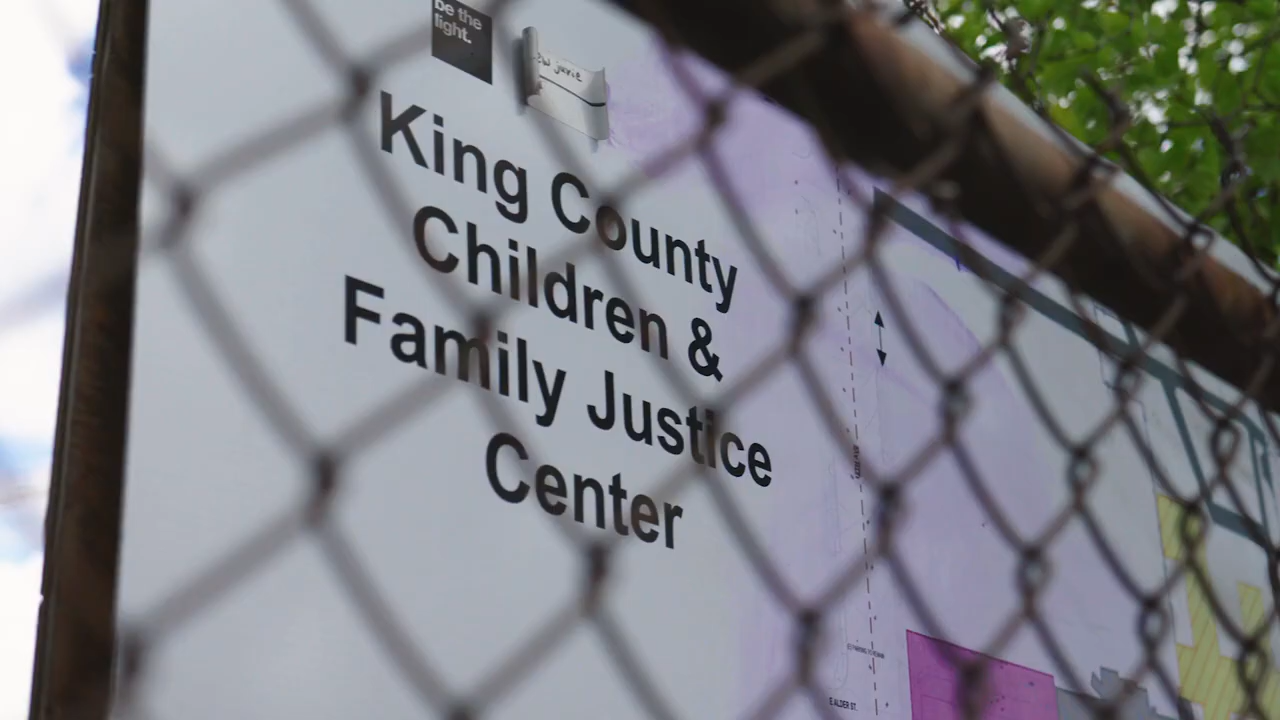 be the
light.
King County
Children &
Family Justice
Center
E ALDER ST.